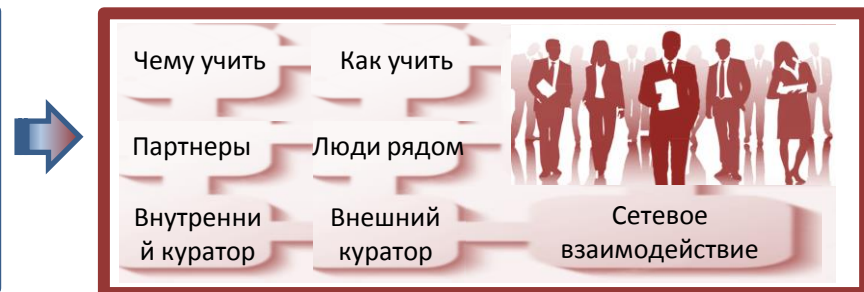 Чему учить
Как учить
Партнеры
Люди рядом
Внутренни
й куратор
Внешний
куратор
Сетевое
взаимодействие